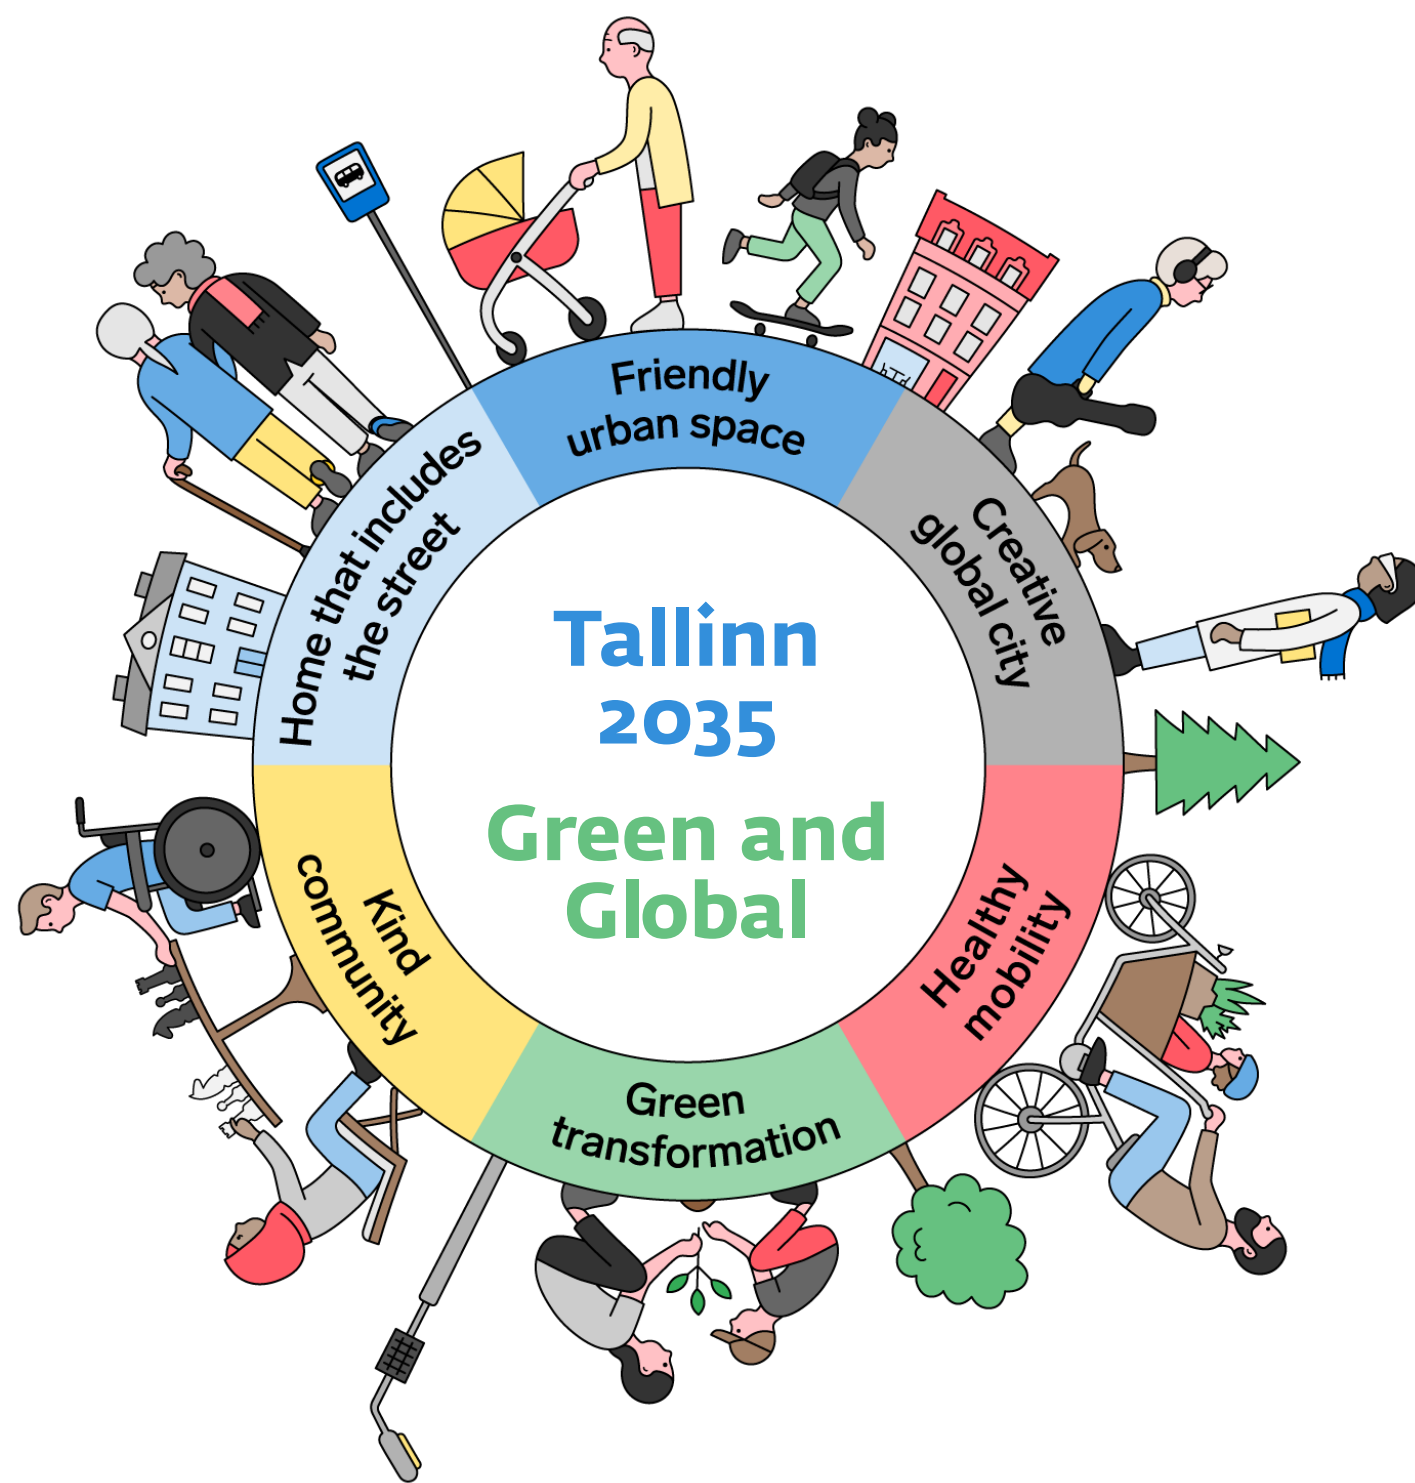 Friendly
urban space
Creative
global city
Healthy
mobility
Green
transformation
Kind
community
Home that includes
the street
Tallinn
2035
Green and
Global